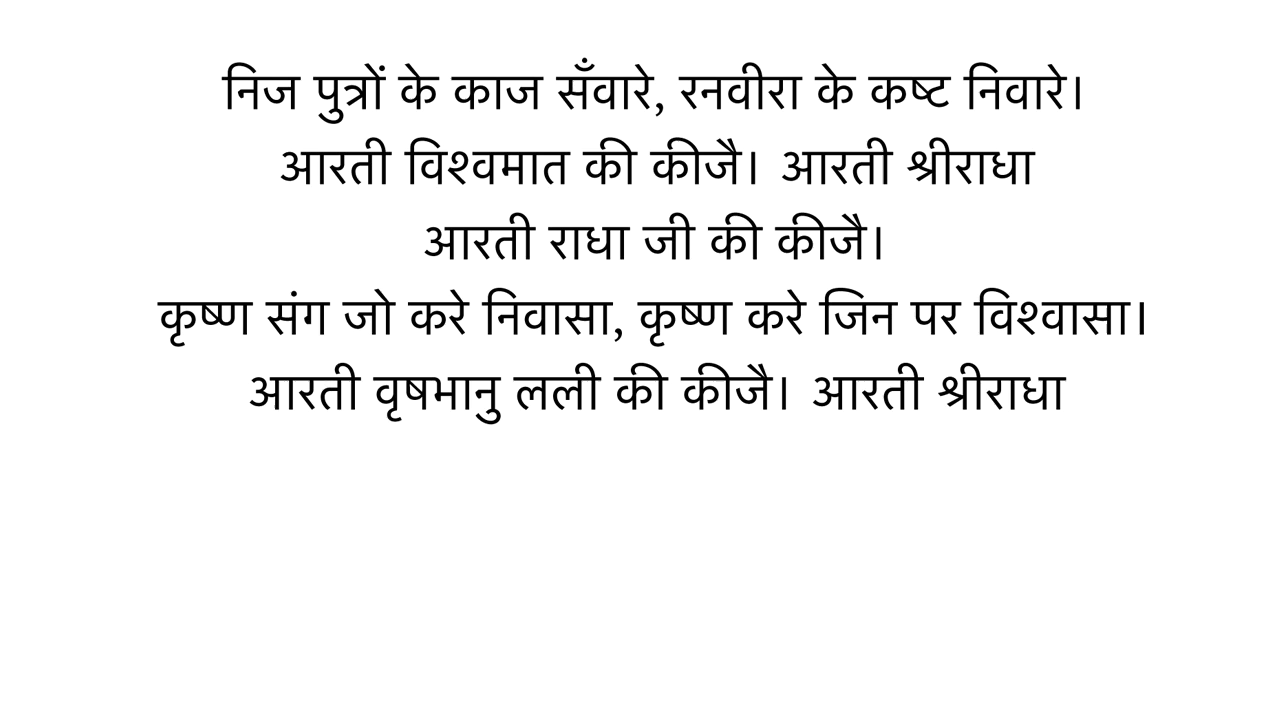 निज पुत्रों के काज सँवारे, रनवीरा के कष्ट निवारे।
आरती विश्वमात की कीजै। आरती श्रीराधा
आरती राधा जी की कीजै।
कृष्ण संग जो करे निवासा, कृष्ण करे जिन पर विश्वासा।
आरती वृषभानु लली की कीजै। आरती श्रीराधा